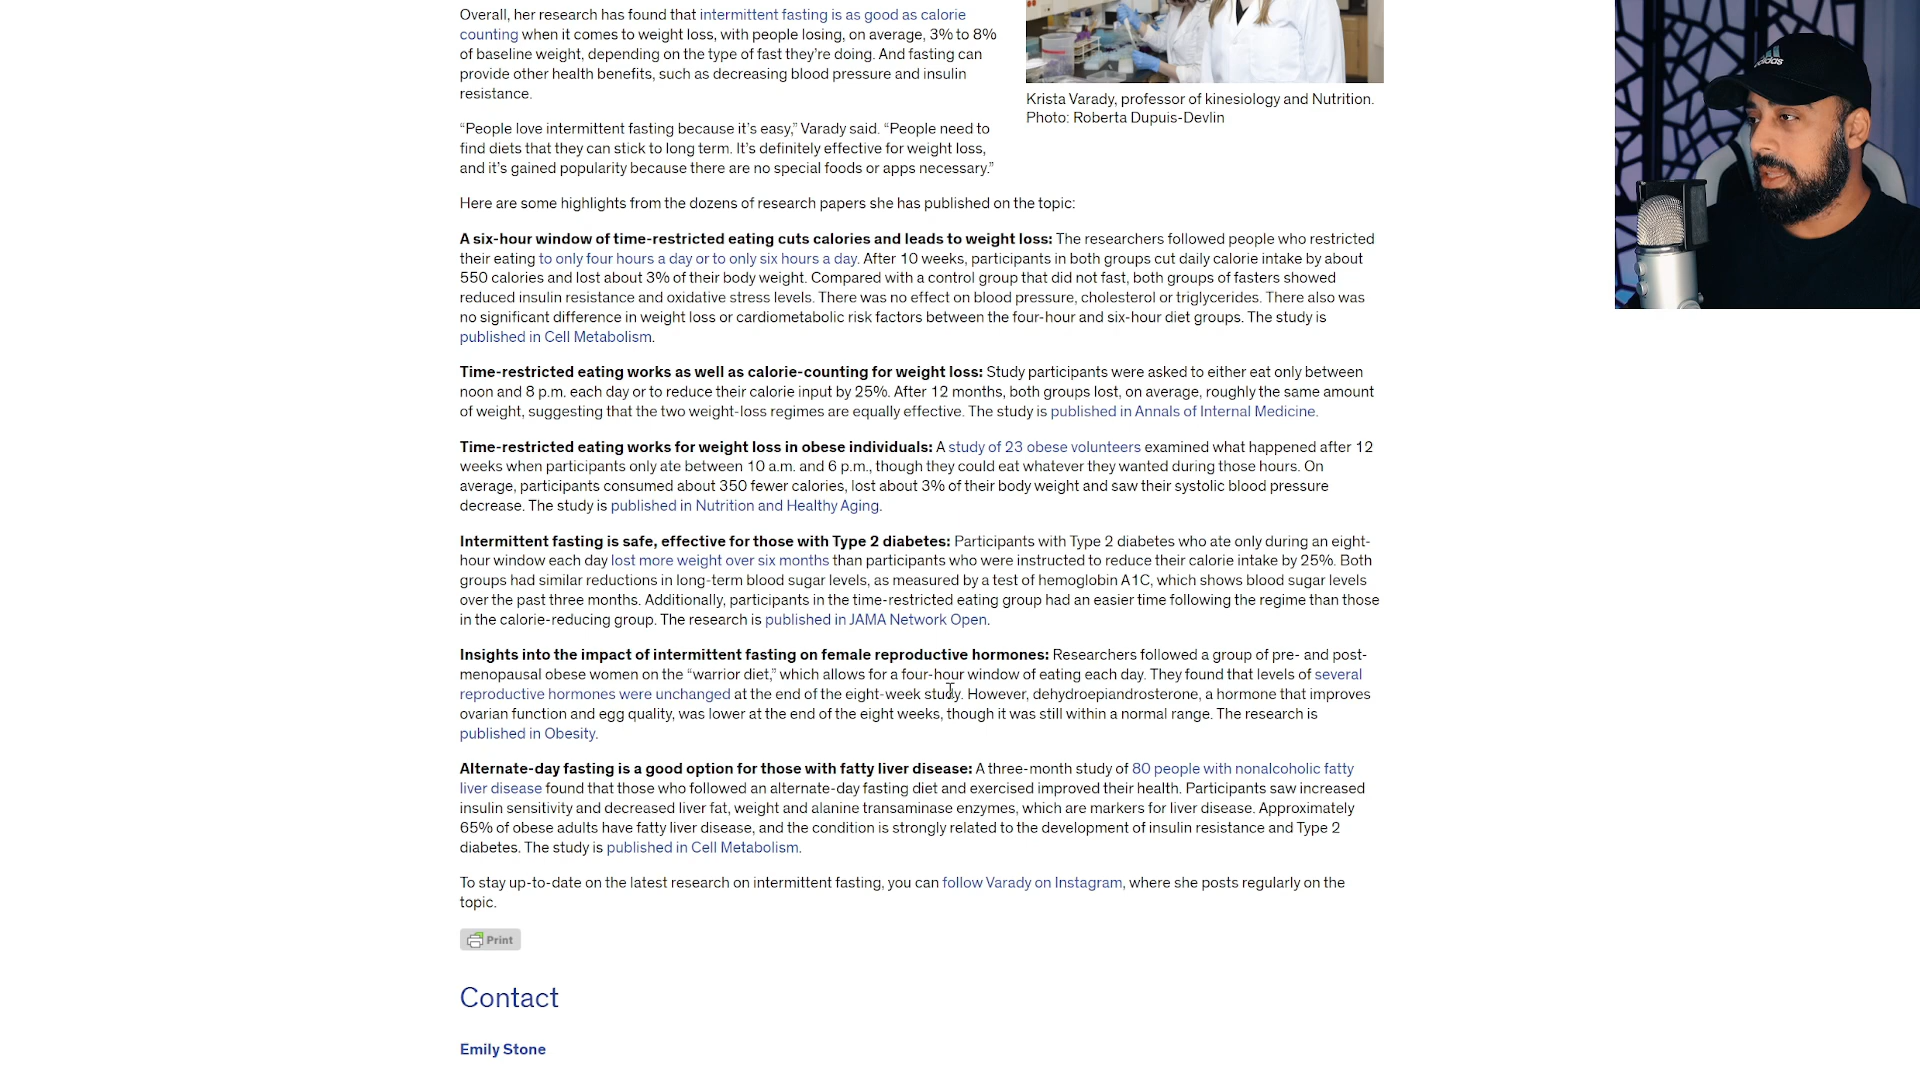 Overall, her research has found that intermittent fasting is as good as calorie
counting when it comes to weight loss, with people losing, on average, 3% to 8%
of baseline weight, depending on the type of fast they’re doing. And fasting can
provide other health benefits, such as decreasing blood pressure and insulin
resistance.
“People love intermittent fasting because it’s easy,” Varady said. “People need to
find diets that they can stick to long term. It’s definitely effective for weight loss,
and it’s gained popularity because there are no special foods or apps necessary.”
Krista Varady, professor of kinesiology and Nutrition.
Photo: Roberta Dupuis-Devlin
Here are some highlights from the dozens of research papers she has published on the topic:
A six-hour window of time-restricted eating cuts calories and leads to weight loss: The researchers followed people who restricted
their eating to only four hours a day or to only six hours a day. After 10 weeks, participants in both groups cut daily calorie intake by about
550 calories and lost about 3% of their body weight. Compared with a control group that did not fast, both groups of fasters showed
reduced insulin resistance and oxidative stress levels. There was no effect on blood pressure, cholesterol or triglycerides. There also was
no significant difference in weight loss or cardiometabolic risk factors between the four-hour and six-hour diet groups. The study is
published in Cell Metabolism.
Time-restricted eating works as well as calorie-counting for weight loss: Study participants were asked to either eat only between
noon and 8 p.m. each day or to reduce their calorie input by 25%. After 12 months, both groups lost, on average, roughly the same amount
of weight, suggesting that the two weight-loss regimes are equally effective. The study is published in Annals of Internal Medicine.
Time-restricted eating works for weight loss in obese individuals: A study of 23 obese volunteers examined what happened after 12
weeks when participants only ate between 10 a.m. and 6 p.m., though they could eat whatever they wanted during those hours. On
average, participants consumed about 350 fewer calories, lost about 3% of their body weight and saw their systolic blood pressure
decrease. The study is published in Nutrition and Healthy Aging.
Intermittent fasting is safe, effective for those with Type 2 diabetes: Participants with Type 2 diabetes who ate only during an eight-
hour window each day lost more weight over six months than participants who were instructed to reduce their calorie intake by 25%. Both
groups had similar reductions in long-term blood sugar levels, as measured by a test of hemoglobin A1C, which shows blood sugar levels
over the past three months. Additionally, participants in the time-restricted eating group had an easier time following the regime than those
in the calorie-reducing group. The research is published in JAMA Network Open.
Insights into the impact of intermittent fasting on female reproductive hormones: Researchers followed a group of pre- and post-
menopausal obese women on the “warrior diet,” which allows for a four-hour window of eating each day. They found that levels of several
reproductive hormones were unchanged at the end of the eight-week study. However, dehydroepiandrosterone, a hormone that improves
ovarian function and egg quality, was lower at the end of the eight weeks, though it was still within a normal range. The research is
published in Obesity.
Alternate-day fasting is a good option for those with fatty liver disease: A three-month study of 80 people with nonalcoholic fatty
liver disease found that those who followed an alternate-day fasting diet and exercised improved their health. Participants saw increased
insulin sensitivity and decreased liver fat, weight and alanine transaminase enzymes, which are markers for liver disease. Approximately
65% of obese adults have fatty liver disease, and the condition is strongly related to the development of insulin resistance and Type 2
diabetes. The study is published in Cell Metabolism.
To stay up-to-date on the latest research on intermittent fasting, you can follow Varady on Instagram, where she posts regularly on the
topic.
Print
Contact
Emily Stone
adidas